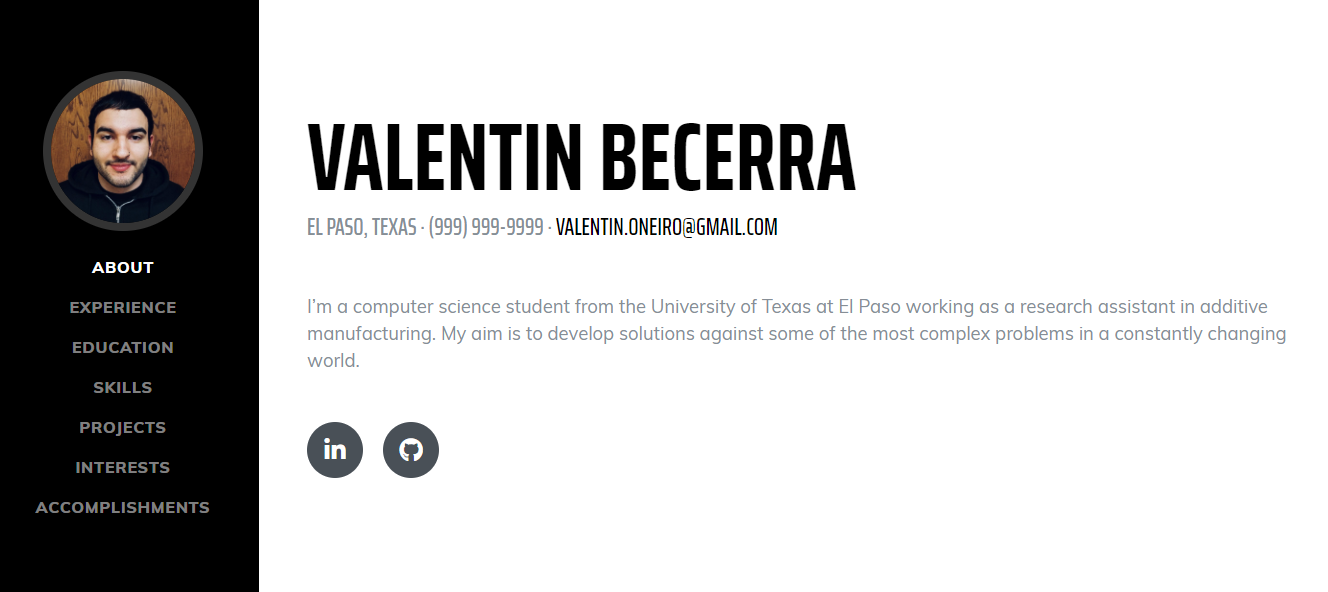 ABOUT
EXPERIENCE
EDUCATION
SKILLS
PROJECTS
INTERESTS
ACCOMPLISHMENTS
VALENTIN BECERRA
EL PASO, TEXAS · (999) 999-9999 · VALENTIN.ONEIRO@GMAIL.COM
I’m a computer science student from the University of Texas at El Paso working as a research assistant in additive
manufacturing. My aim is to develop solutions against some of the most complex problems in a constantly changing
world.
in